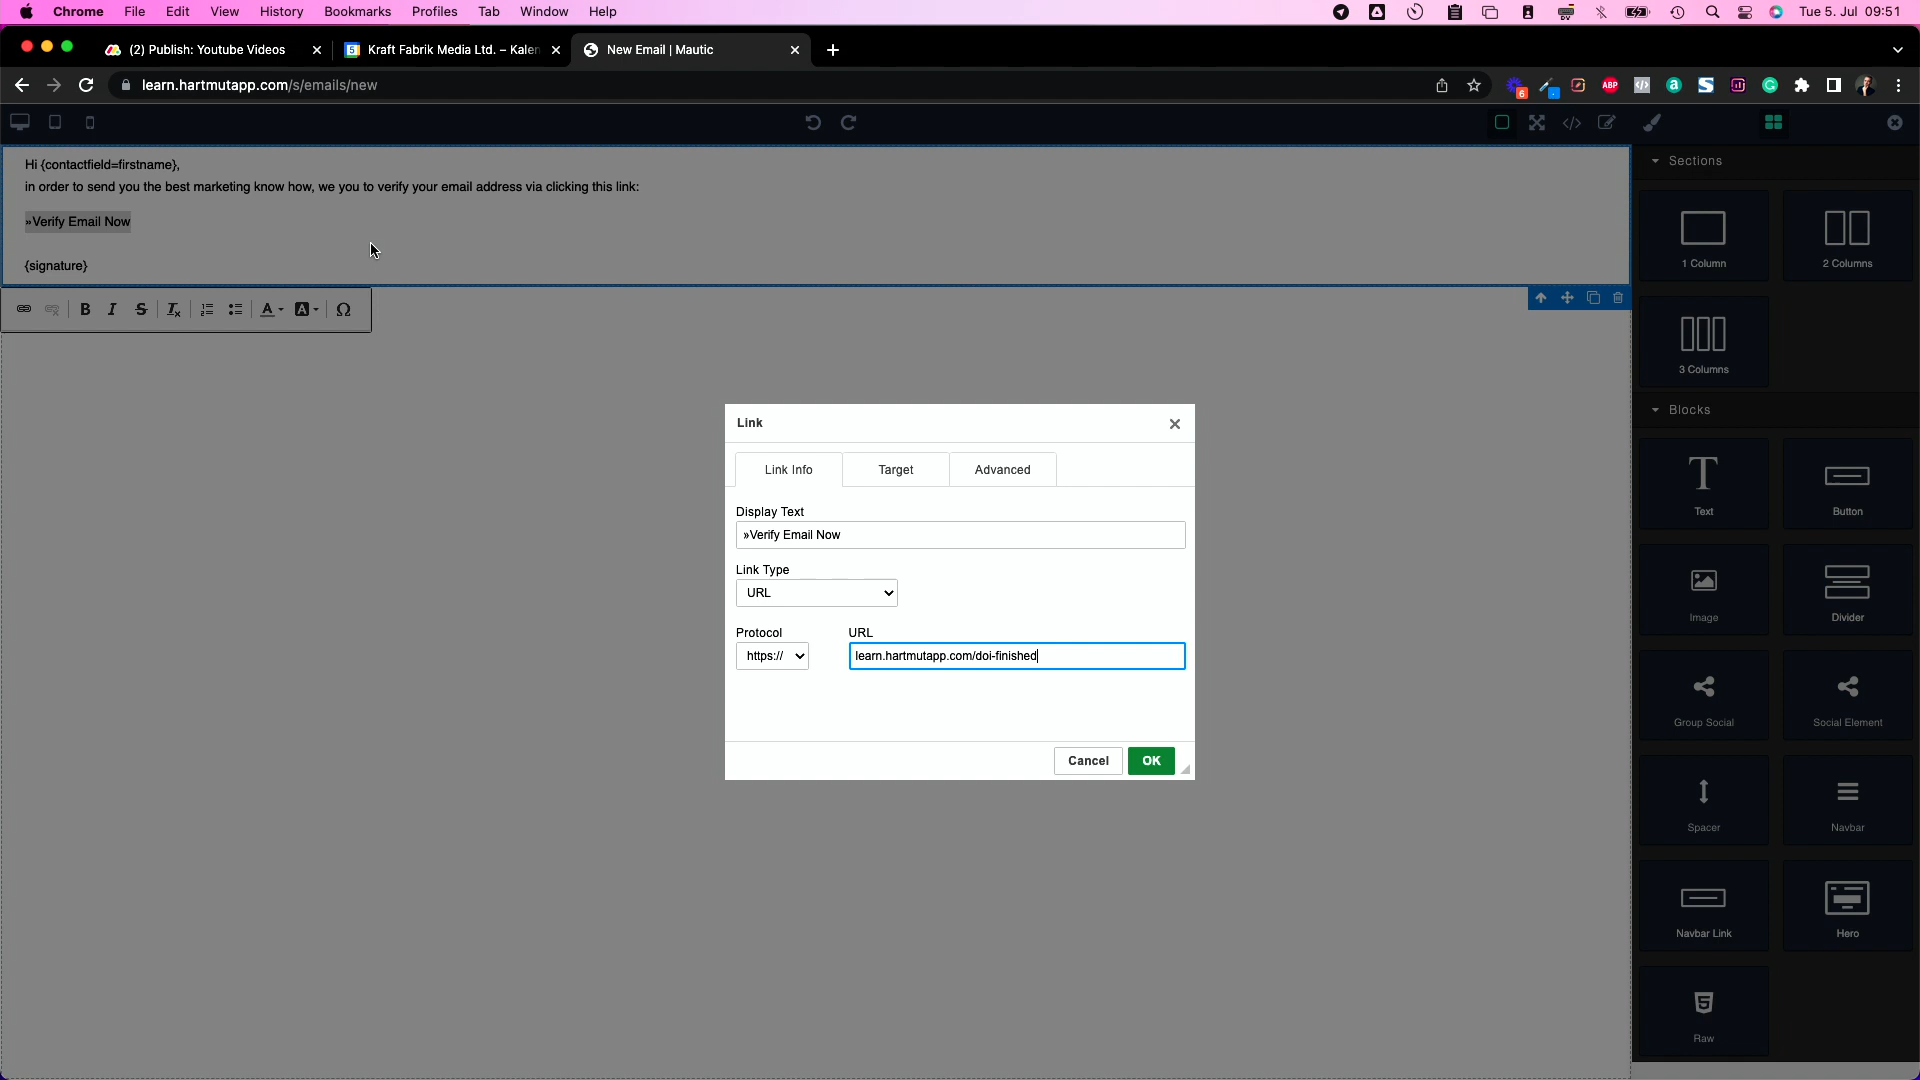 Chrome File Edit View History Bookmarks Profiles Tab Window Help Tue 5. Jul 09:51
(2) Publish: Youtube Videos Kraft Fabrik Media Ltd. – Kalen New Email | Mautic
learn.hartmutapp.com/s/emails/new
6
ABP
Hi {contactfield=firstname},
in order to send you the best marketing know how, we you to verify your email address via clicking this link:
»Verify Email Now
{signature}
Sections
1 Column 2 Columns
3 Columns
Blocks
Text Button
Image Divider
Group Social Social Element
Spacer Navbar
Navbar Link Hero
Raw
Link
Link Info Target Advanced
Display Text
»Verify Email Now
Link Type
URL
Protocol URL
https:// learn.hartmutapp.com/doi-finished
Cancel OK